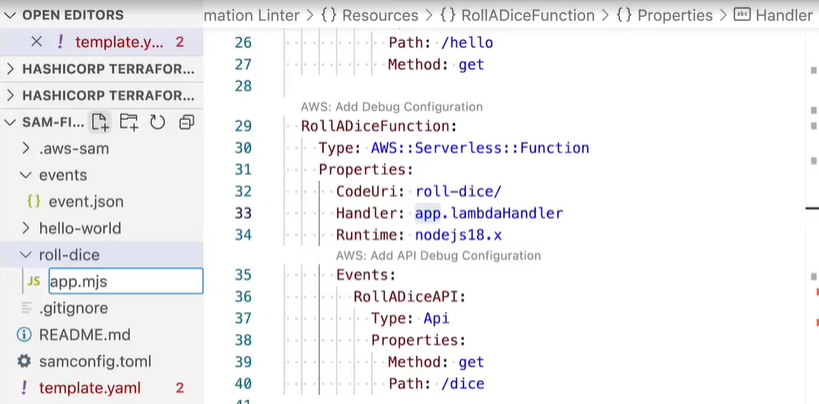 OPEN EDITORS
template.y... 2
HASHICORP TERRAFOR...
HASHICORP TERRAFOR...
SAM-FI...
.aws-sam
events
{} event.json
hello-world
roll-dice
JS app.mjs
.gitignore
README.md
samconfig.toml
! template.yaml 2
mation Linter > {} Resources > {} RollADiceFunction > {} Properties > abc Handler
26 Path: /hello
27 Method: get
28
AWS: Add Debug Configuration
29 RollADiceFunction:
30 Type: AWS::Serverless::Function
31 Properties:
32 CodeUri: roll-dice/
33 Handler: app.lambdaHandler
34 Runtime: nodejs18.x
AWS: Add API Debug Configuration
35 Events:
36 RollADiceAPI:
37 Type: Api
38 Properties:
39 Method: get
40 Path: /dice